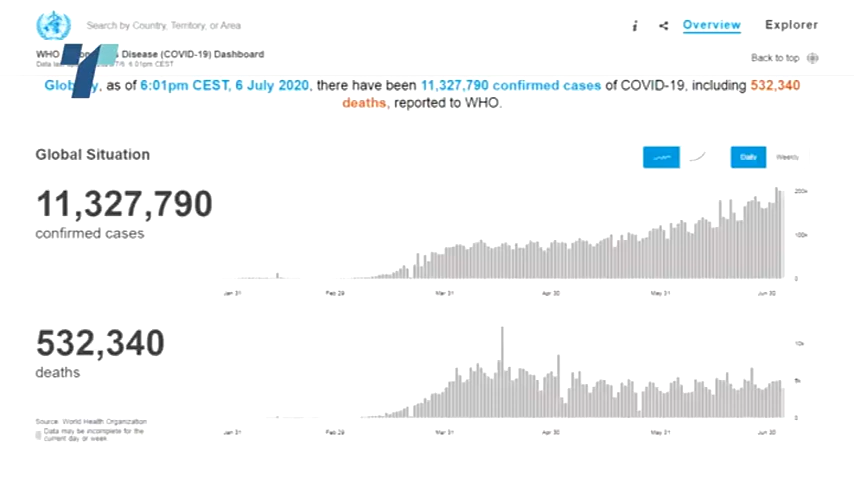 Search by Country, Territory, or Area
Overview
Explorer
WHO Disease (COVID-19) Dashboard
6:01pm CEST
Back to top
as of 6:01pm CEST, 6 July 2020, there have been 11,327,790 confirmed cases of COVID-19, including 532,340
deaths, reported to WHO.
Global Situation
Daily
Weekly
11,327,790
confirmed cases
200k
100k
0
Jan 31
Feb 29
Mar 31
Apr 30
May 31
Jun 30
532,340
deaths
10k
5k
0
Source: World Health Organization
Data may be incomplete for the
current day or week.
Jan 31
Feb 29
Mar 31
Apr 30
May 31
Jun 30